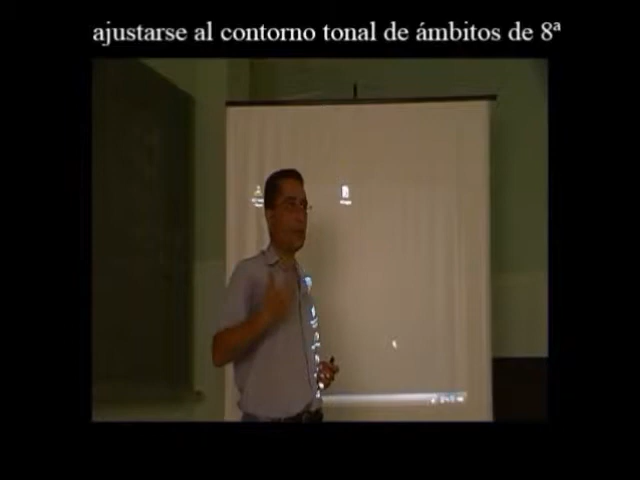 ajustarse al contorno tonal de ámbitos de 8ª